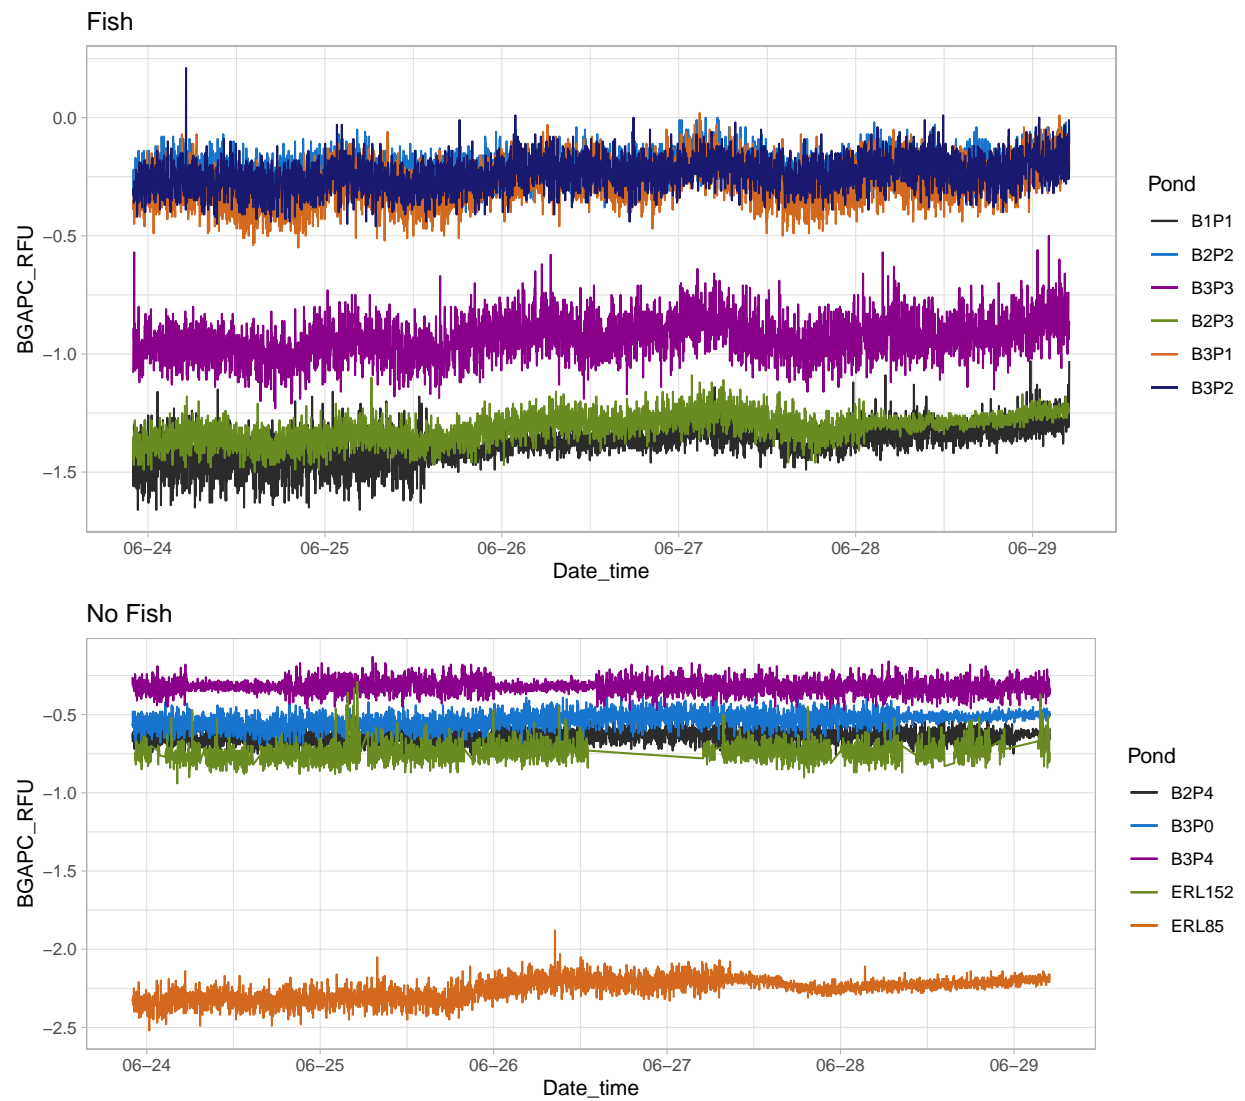 Fish
0.0
−0.5
−1.0
−1.5
BGAPC_RFU
06−24 06−25 06−26 06−27 06−28 06−29
Date_time
Pond
B1P1
B2P2
B3P3
B2P3
B3P1
B3P2
No Fish
−0.5
−1.0
−1.5
−2.0
−2.5
BGAPC_RFU
06−24 06−25 06−26 06−27 06−28 06−29
Date_time
Pond
B2P4
B3P0
B3P4
ERL152
ERL85